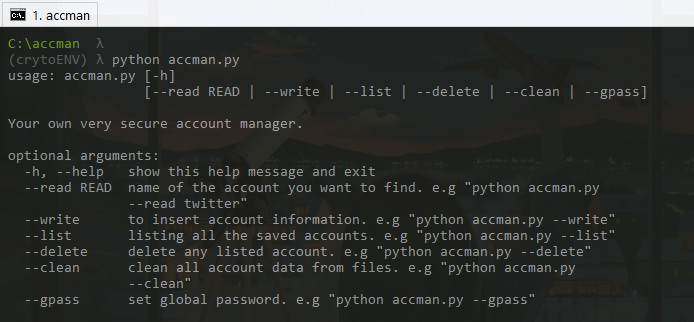 1. accman
C:\accman λ
(crytoENV) λ python accman.py
usage: accman.py [-h]
[--read READ | --write | --list | --delete | --clean | --gpass]
Your own very secure account manager.
optional arguments:
-h, --help show this help message and exit
--read READ name of the account you want to find. e.g "python accman.py
--read twitter"
--write to insert account information. e.g "python accman.py --write"
--list listing all the saved accounts. e.g "python accman.py --list"
--delete delete any listed account. e.g "python accman.py --delete"
--clean clean all account data from files. e.g "python accman.py
--clean"
--gpass set global password. e.g "python accman.py --gpass"